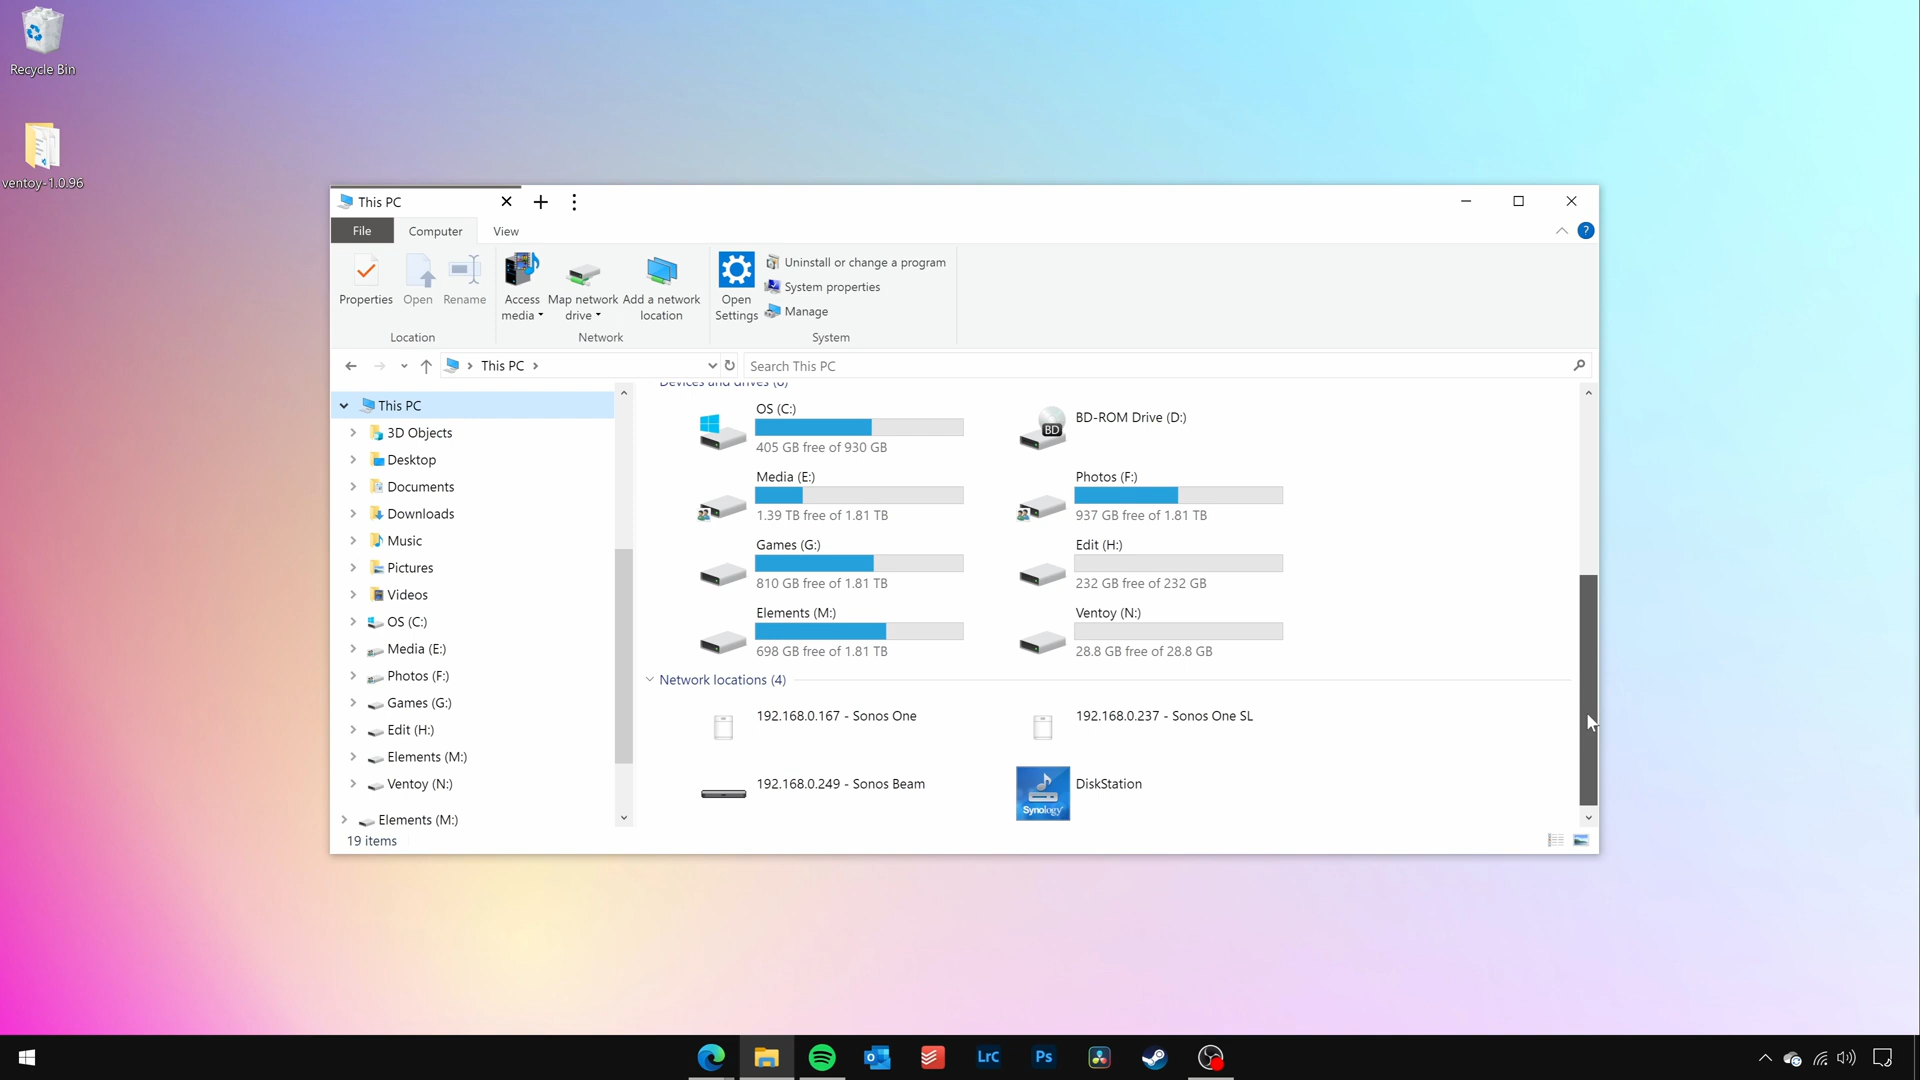 Recycle Bin
ventoy-1.0.96
This PC
File
Computer
View
Properties
Open
Rename
Access media
Map network drive
Add a network location
Open Settings
Uninstall or change a program
System properties
Manage
Location
Network
System
This PC
Search This PC
This PC
3D Objects
Desktop
Documents
Downloads
Music
Pictures
Videos
OS (C:)
Media (E:)
Photos (F:)
Games (G:)
Edit (H:)
Elements (M:)
Ventoy (N:)
Elements (M:)
19 items
Devices and drives (8)
OS (C:)
405 GB free of 930 GB
BD
BD-ROM Drive (D:)
Media (E:)
1.39 TB free of 1.81 TB
Photos (F:)
937 GB free of 1.81 TB
Games (G:)
810 GB free of 1.81 TB
Edit (H:)
232 GB free of 232 GB
Elements (M:)
698 GB free of 1.81 TB
Ventoy (N:)
28.8 GB free of 28.8 GB
Network locations (4)
192.168.0.167 - Sonos One
192.168.0.237 - Sonos One SL
192.168.0.249 - Sonos Beam
Synology
DiskStation
LrC
Ps